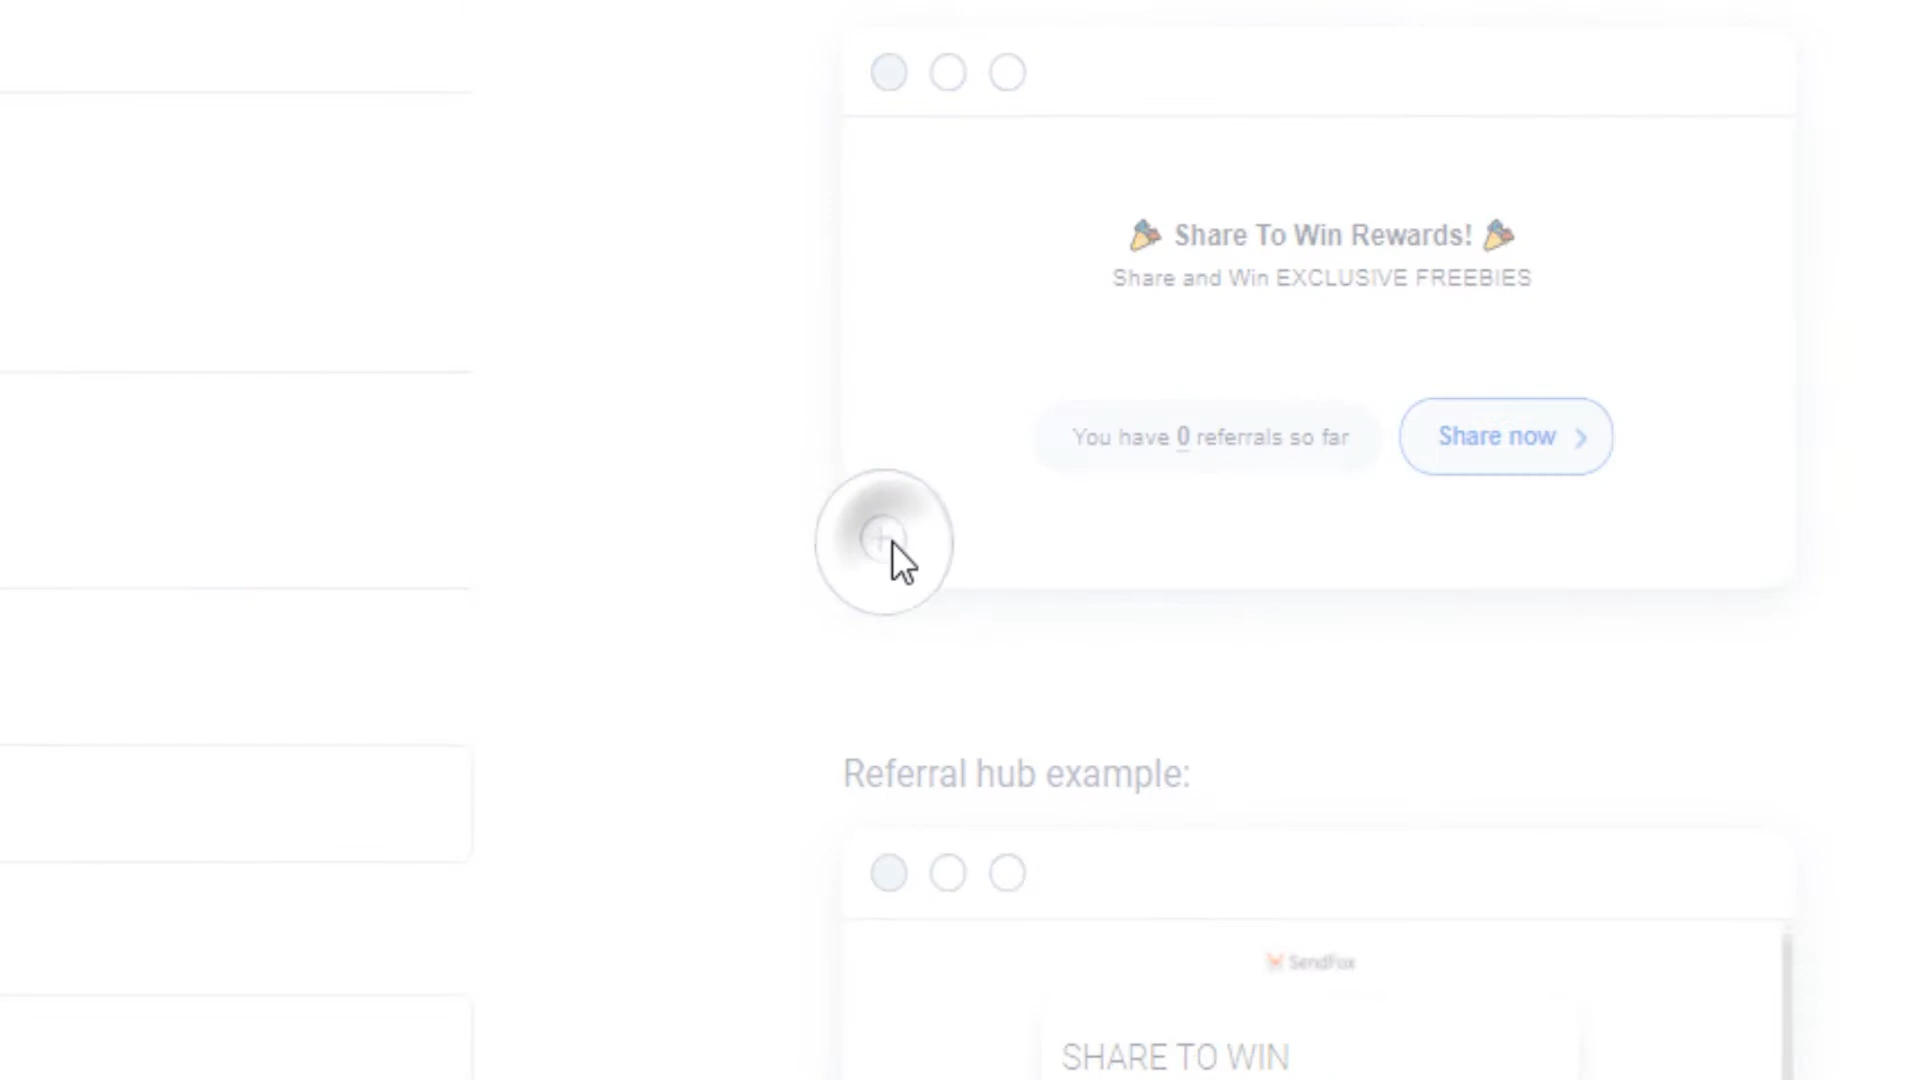 🎉 Share To Win Rewards! 🎉
Share and Win EXCLUSIVE FREEBIES
You have 0 referrals so far
Share now
Referral hub example:
SendFox
SHARE TO WIN